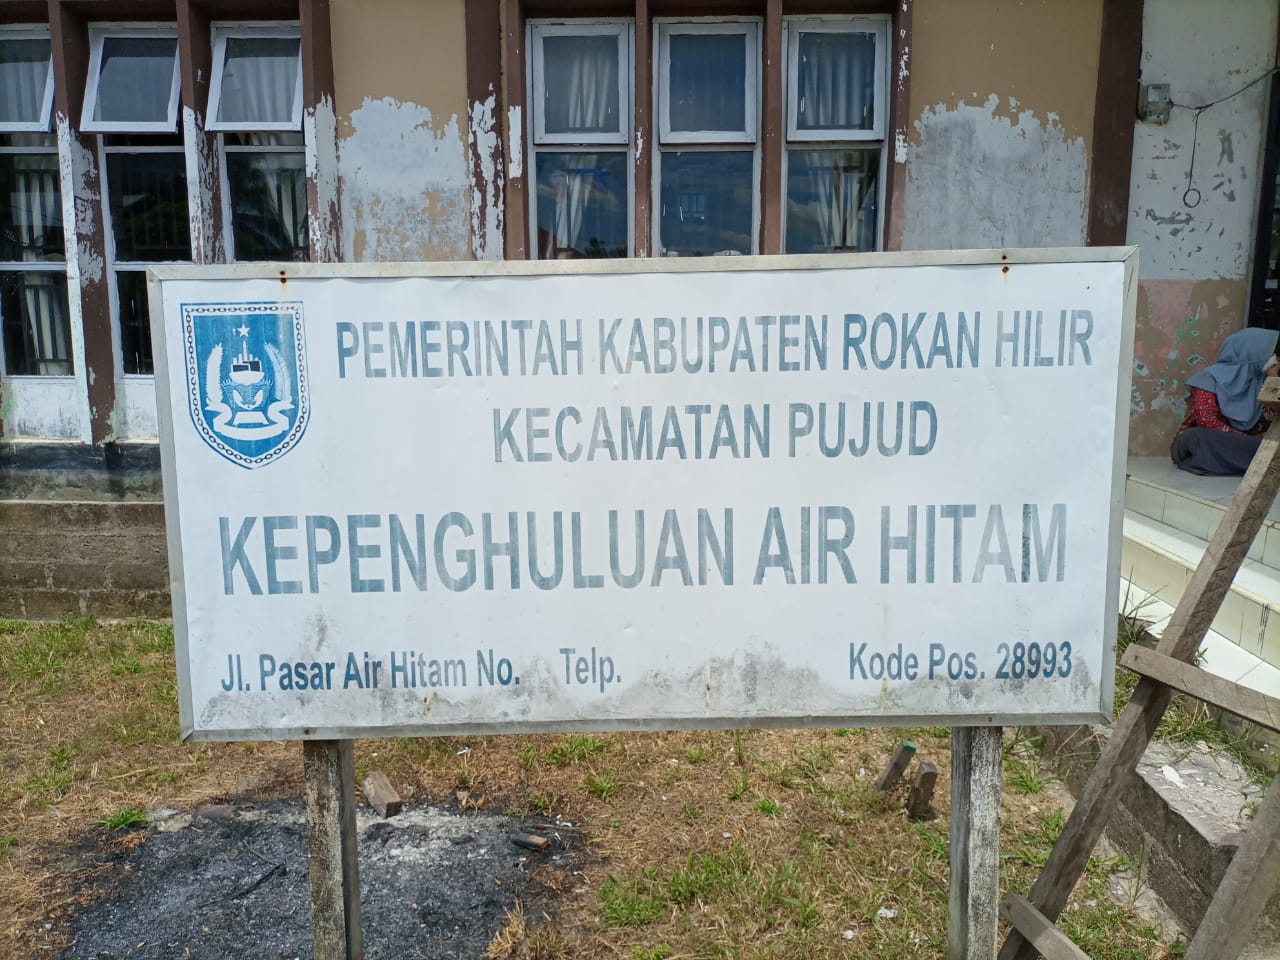 PEMERINTAH KABUPATEN ROKAN HILIR
KECAMATAN PUJUD
KEPENGHULUAN AIR HITAM
Jl. Pasar Air Hitam No. Telp. Kode Pos. 28993